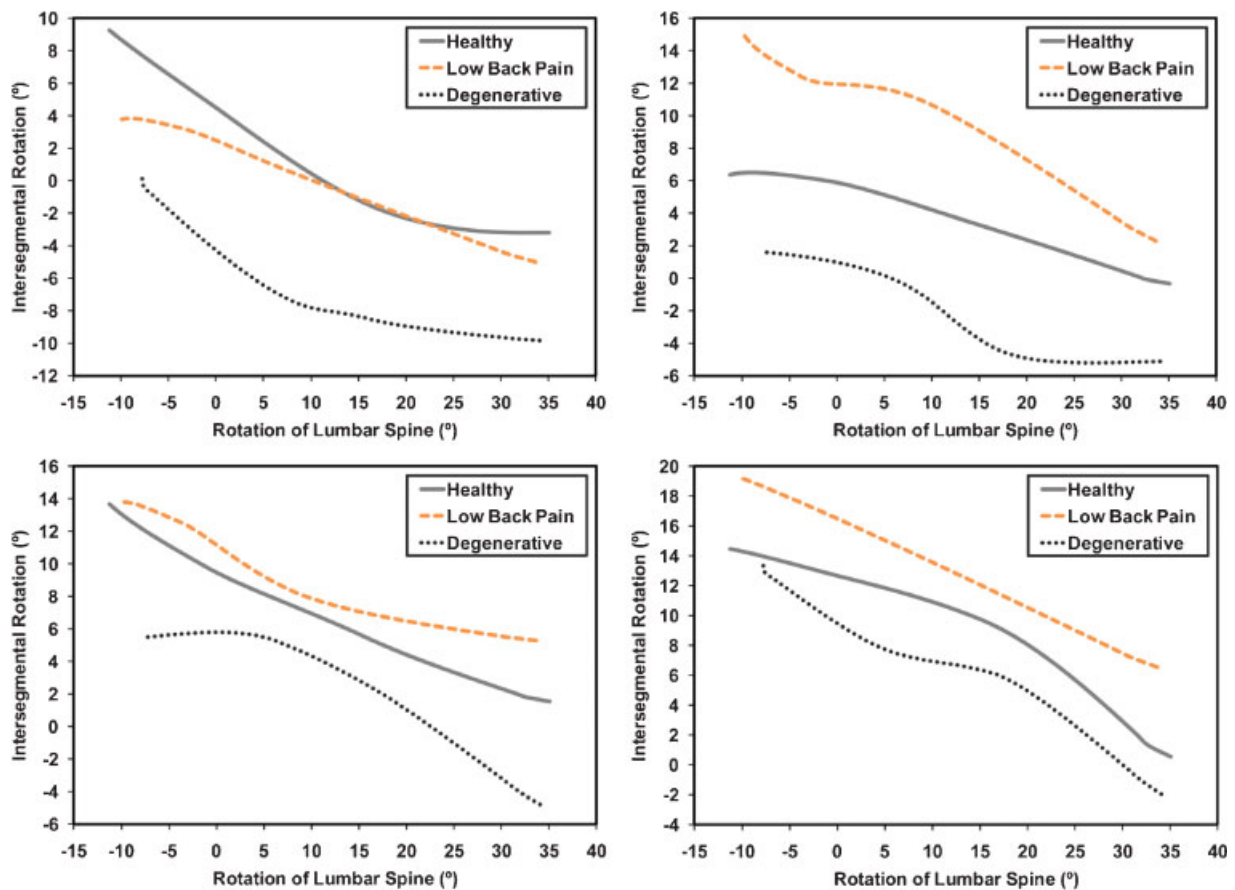 10
8
6
4
2
0
-2
-4
-6
-8
-10
-12
Intersegmental Rotation (º)
Healthy
Low Back Pain
Degenerative
-15 -10 -5 0 5 10 15 20 25 30 35 40
Rotation of Lumbar Spine (º)
16
14
12
10
8
6
4
2
0
-2
-4
-6
Intersegmental Rotation (º)
Healthy
Low Back Pain
Degenerative
-15 -10 -5 0 5 10 15 20 25 30 35 40
Rotation of Lumbar Spine (º)
16
14
12
10
8
6
4
2
0
-2
-4
-6
Intersegmental Rotation (º)
Healthy
Low Back Pain
Degenerative
-15 -10 -5 0 5 10 15 20 25 30 35 40
Rotation of Lumbar Spine (º)
20
18
16
14
12
10
8
6
4
2
0
-2
-4
Intersegmental Rotation (º)
Healthy
Low Back Pain
Degenerative
-15 -10 -5 0 5 10 15 20 25 30 35 40
Rotation of Lumbar Spine (º)